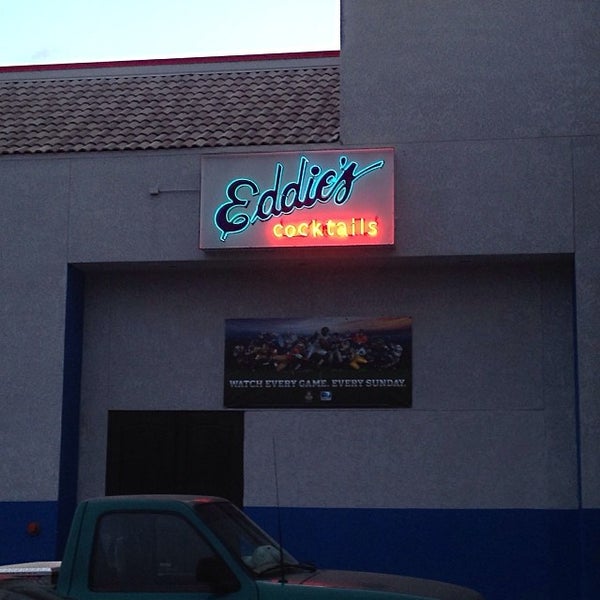 Eddie's
cocktails
WATCH EVERY GAME. EVERY SUNDAY.